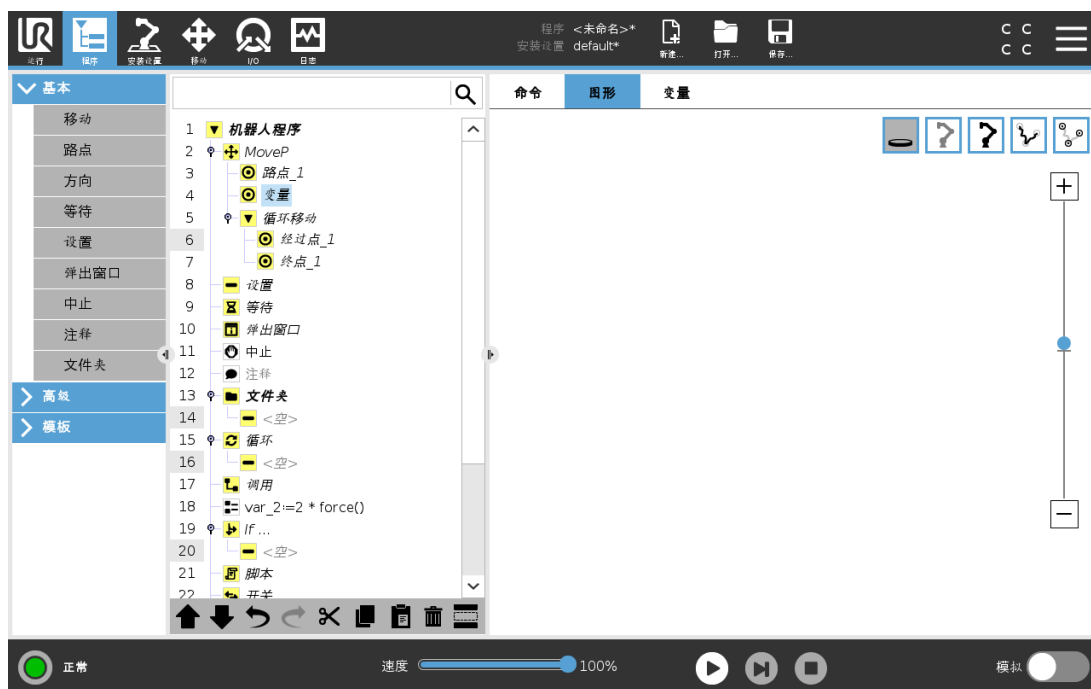 程序 <未命名>*
安装设置 default*
C C
C C
运行
程序
安装设置
移动
I/O
日志
新建...
打开...
保存...
基本
移动
路点
方向
等待
设置
弹出窗口
中止
注释
文件夹
高级
模板
1 机器人程序
2 MoveP
3 路点_1
4 变量
5 循环移动
6 经过点_1
7 终点_1
8 设置
9 等待
10 弹出窗口
11 中止
12 注释
13 文件夹
14 <空>
15 循环
16 <空>
17 调用
18 var_2:=2 * force()
19 If ...
20 <空>
21 脚本
22 开关
命令 图形 变量
正常
速度 100%
模拟